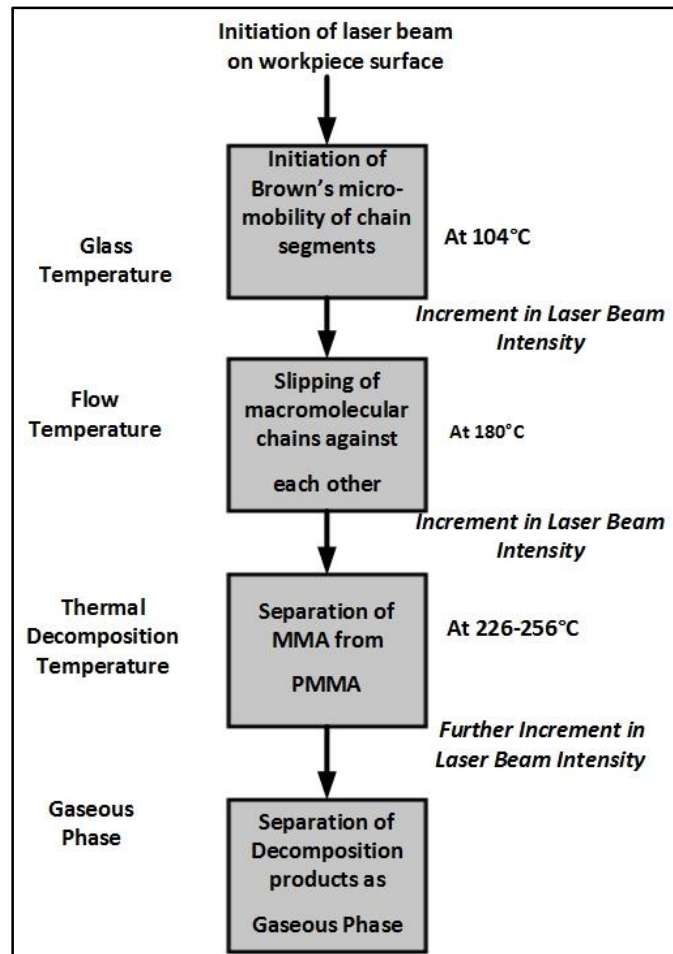 Initiation of laser beam
on workpiece surface
Initiation of
Brown's micro-
mobility of chain
segments
Glass
Temperature
At 104°C
Increment in Laser Beam
Intensity
Flow
Temperature
Slipping of
macromolecular
chains against
each other
At 180°C
Increment in Laser Beam
Intensity
Thermal
Decomposition
Temperature
Separation of
MMA from
PMMA
At 226-256°C
Further Increment in
Laser Beam Intensity
Gaseous
Phase
Separation of
Decomposition
products as
Gaseous Phase